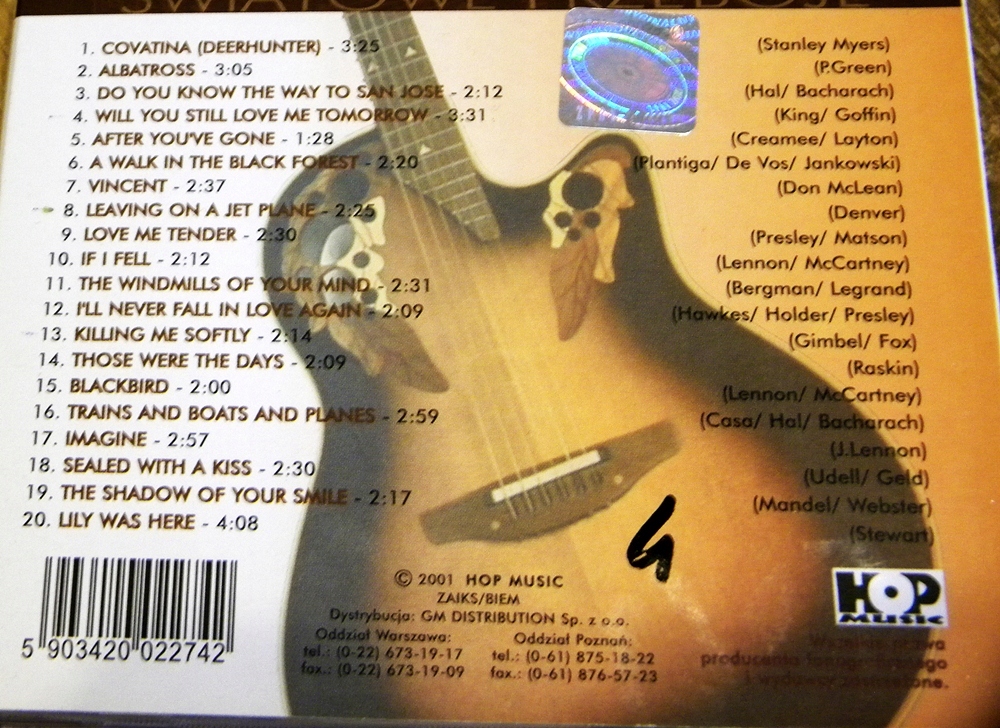 ŚWIATOWE PRZEBOJE
1. COVATINA (DEERHUNTER) - 3:25 (Stanley Myers)
2. ALBATROSS - 3:05 (P.Green)
3. DO YOU KNOW THE WAY TO SAN JOSE - 2:12 (Hal/ Bacharach)
4. WILL YOU STILL LOVE ME TOMORROW - 3:31 (King/ Goffin)
5. AFTER YOU'VE GONE - 1:28 (Creamee/ Layton)
6. A WALK IN THE BLACK FOREST - 2:20 (Plantiga/ De Vos/ Jankowski)
7. VINCENT - 2:37 (Don McLean)
8. LEAVING ON A JET PLANE - 2:25 (Denver)
9. LOVE ME TENDER - 2:30 (Presley/ Matson)
10. IF I FELL - 2:12 (Lennon/ McCartney)
11. THE WINDMILLS OF YOUR MIND - 2:31 (Bergman/ Legrand)
12. I'LL NEVER FALL IN LOVE AGAIN - 2:09 (Hawkes/ Holder/ Presley)
13. KILLING ME SOFTLY - 2:14 (Gimbel/ Fox)
14. THOSE WERE THE DAYS - 2:09 (Raskin)
15. BLACKBIRD - 2:00 (Lennon/ McCartney)
16. TRAINS AND BOATS AND PLANES - 2:59 (Casa/ Hal/ Bacharach)
17. IMAGINE - 2:57 (J.Lennon)
18. SEALED WITH A KISS - 2:30 (Udell/ Geld)
19. THE SHADOW OF YOUR SMILE - 2:17 (Mandel/ Webster)
20. LILY WAS HERE - 4:08 (Stewart)
© 2001 HOP MUSIC
ZAIKS/BIEM
Dystrybucja: GM DISTRIBUTION Sp. z o.o.
Oddział Warszawa: Oddział Poznań:
tel.: (0-22) 673-19-17 tel.: (0-61) 875-18-22
fax.: (0-22) 673-19-09 fax.: (0-61) 876-57-23
5 903420 022742
HOP
MUSIC
prawa
producenta fonograficznego
i wydawcy zastrzeżone.